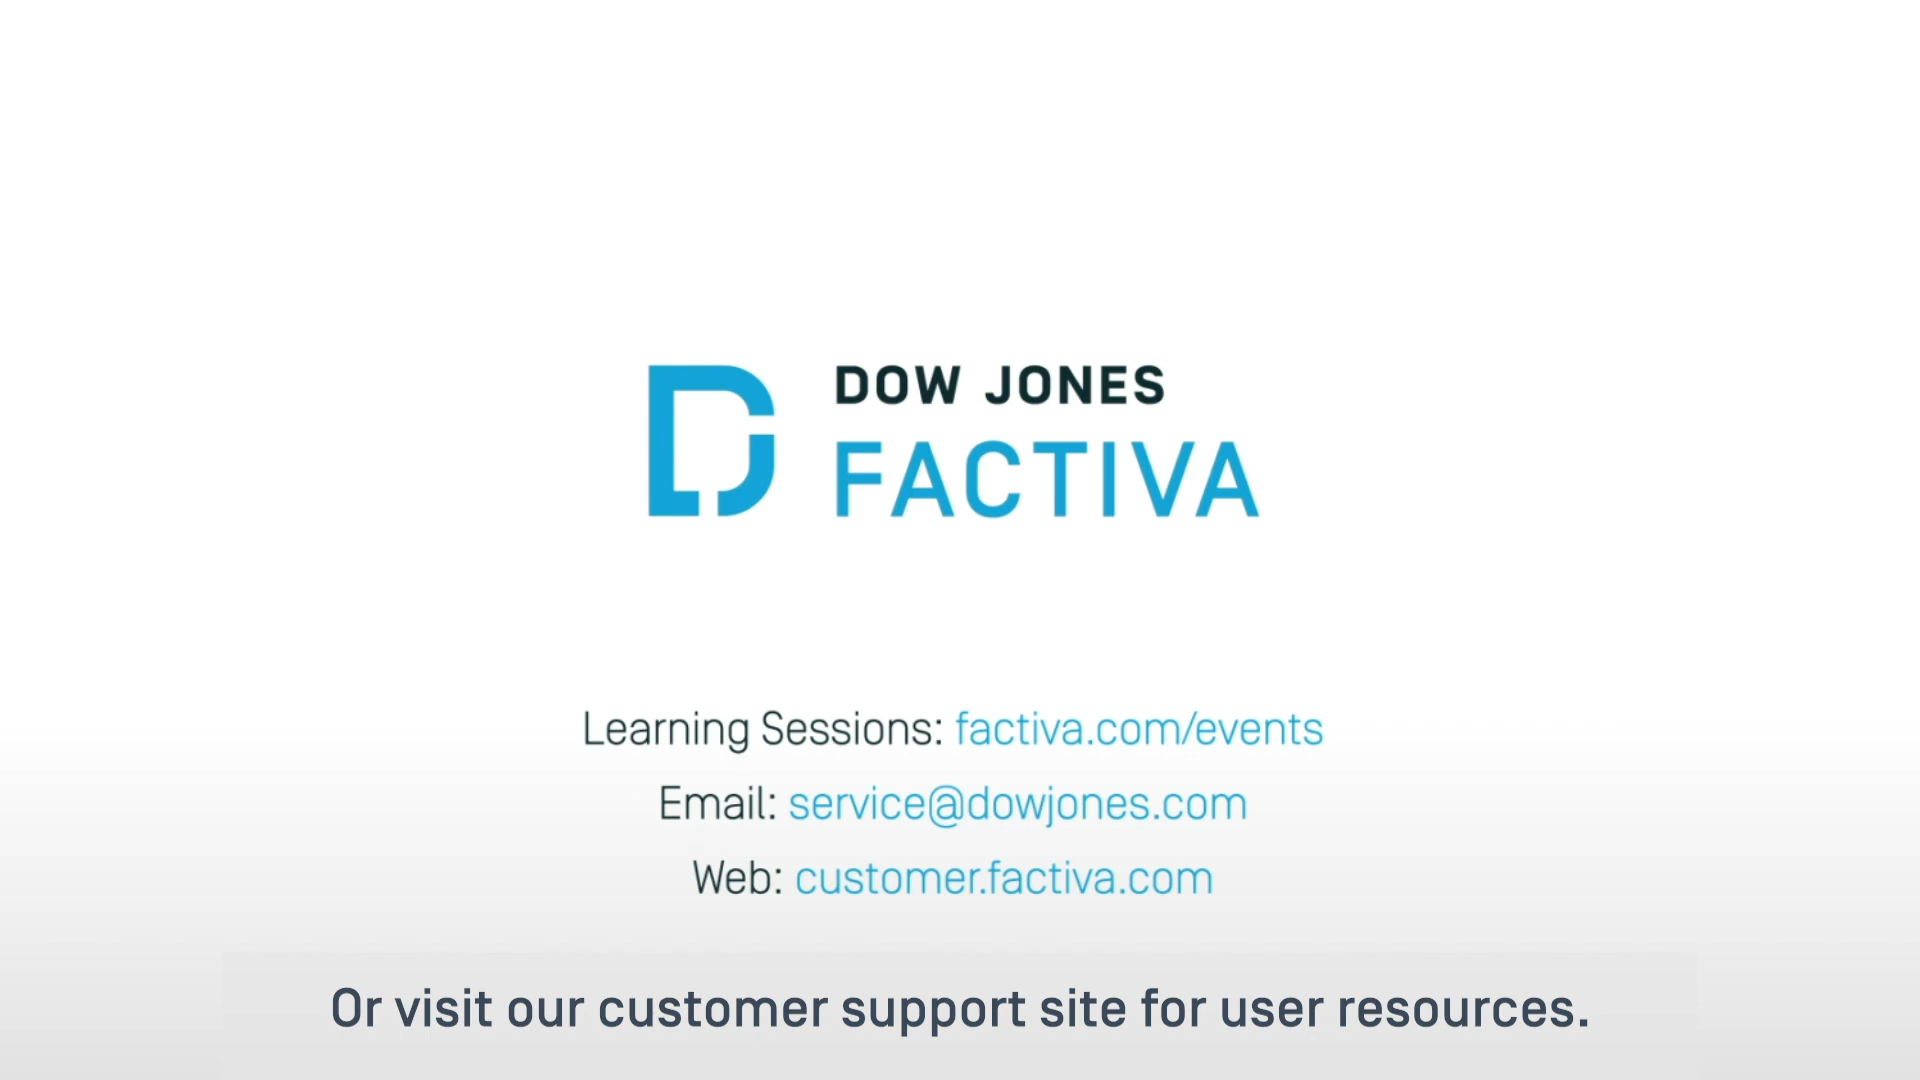 DOW JONES
FACTIVA
Learning Sessions: factiva.com/events
Email: service@dowjones.com
Web: customer.factiva.com
Or visit our customer support site for user resources.